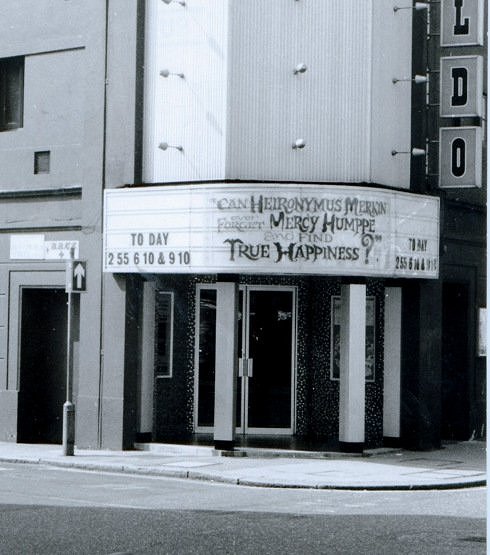 L
D
O
"CAN HEIRONYMUS MERKIN
EVER
FORGET MERCY HUMPPE
AND FIND
TRUE HAPPINESS?"
TO DAY
2 55 6 10 & 9 10
TO DAY
2 55 6 10 & 9 10